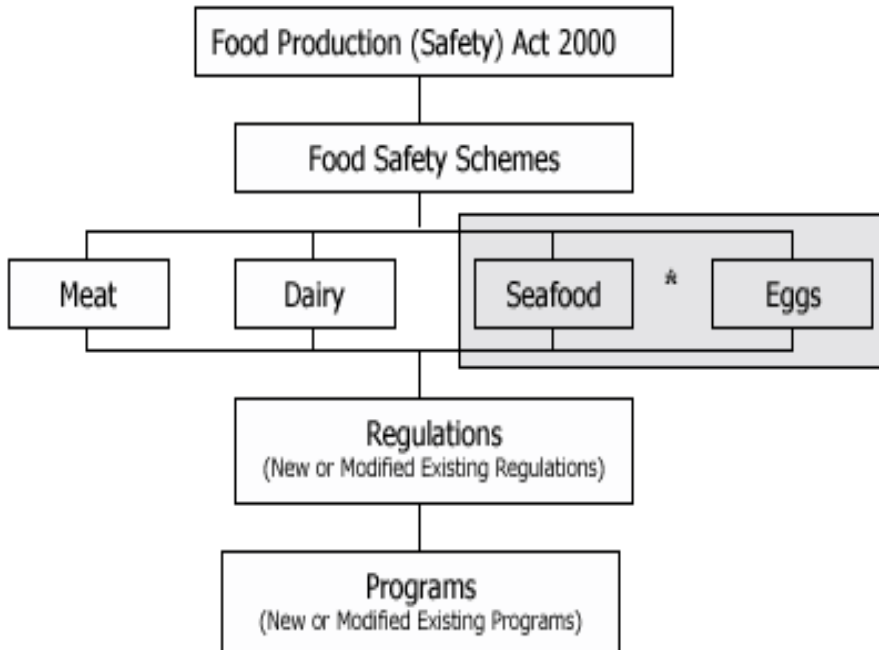 Food Production (Safety) Act 2000
Food Safety Schemes
Meat
Dairy
Seafood
*
Eggs
Regulations
(New or Modified Existing Regulations)
Programs
(New or Modified Existing Programs)